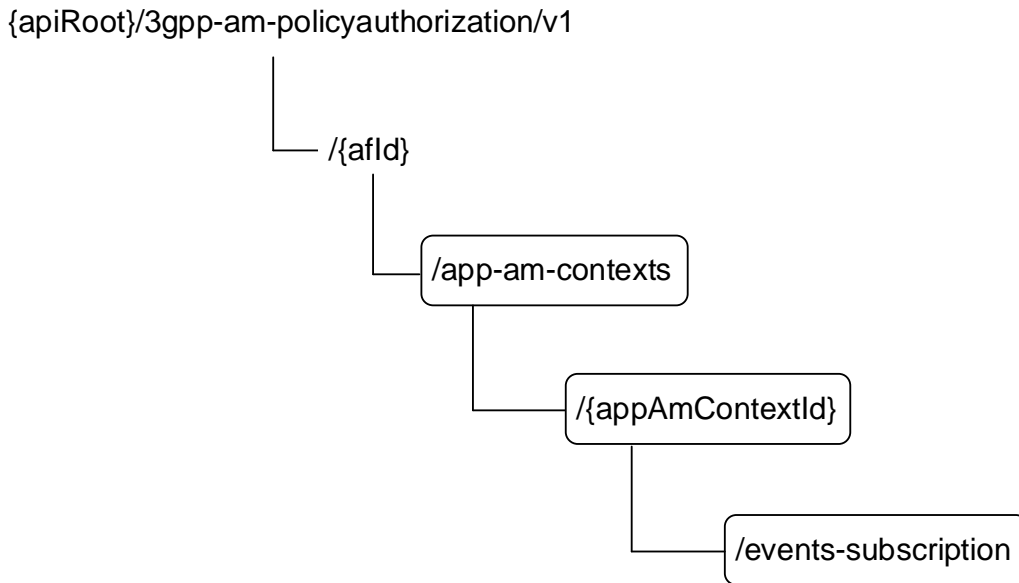 {apiRoot}/3gpp-am-policyauthorization/v1
/{afId}
/app-am-contexts
/{appAmContextId}
/events-subscription